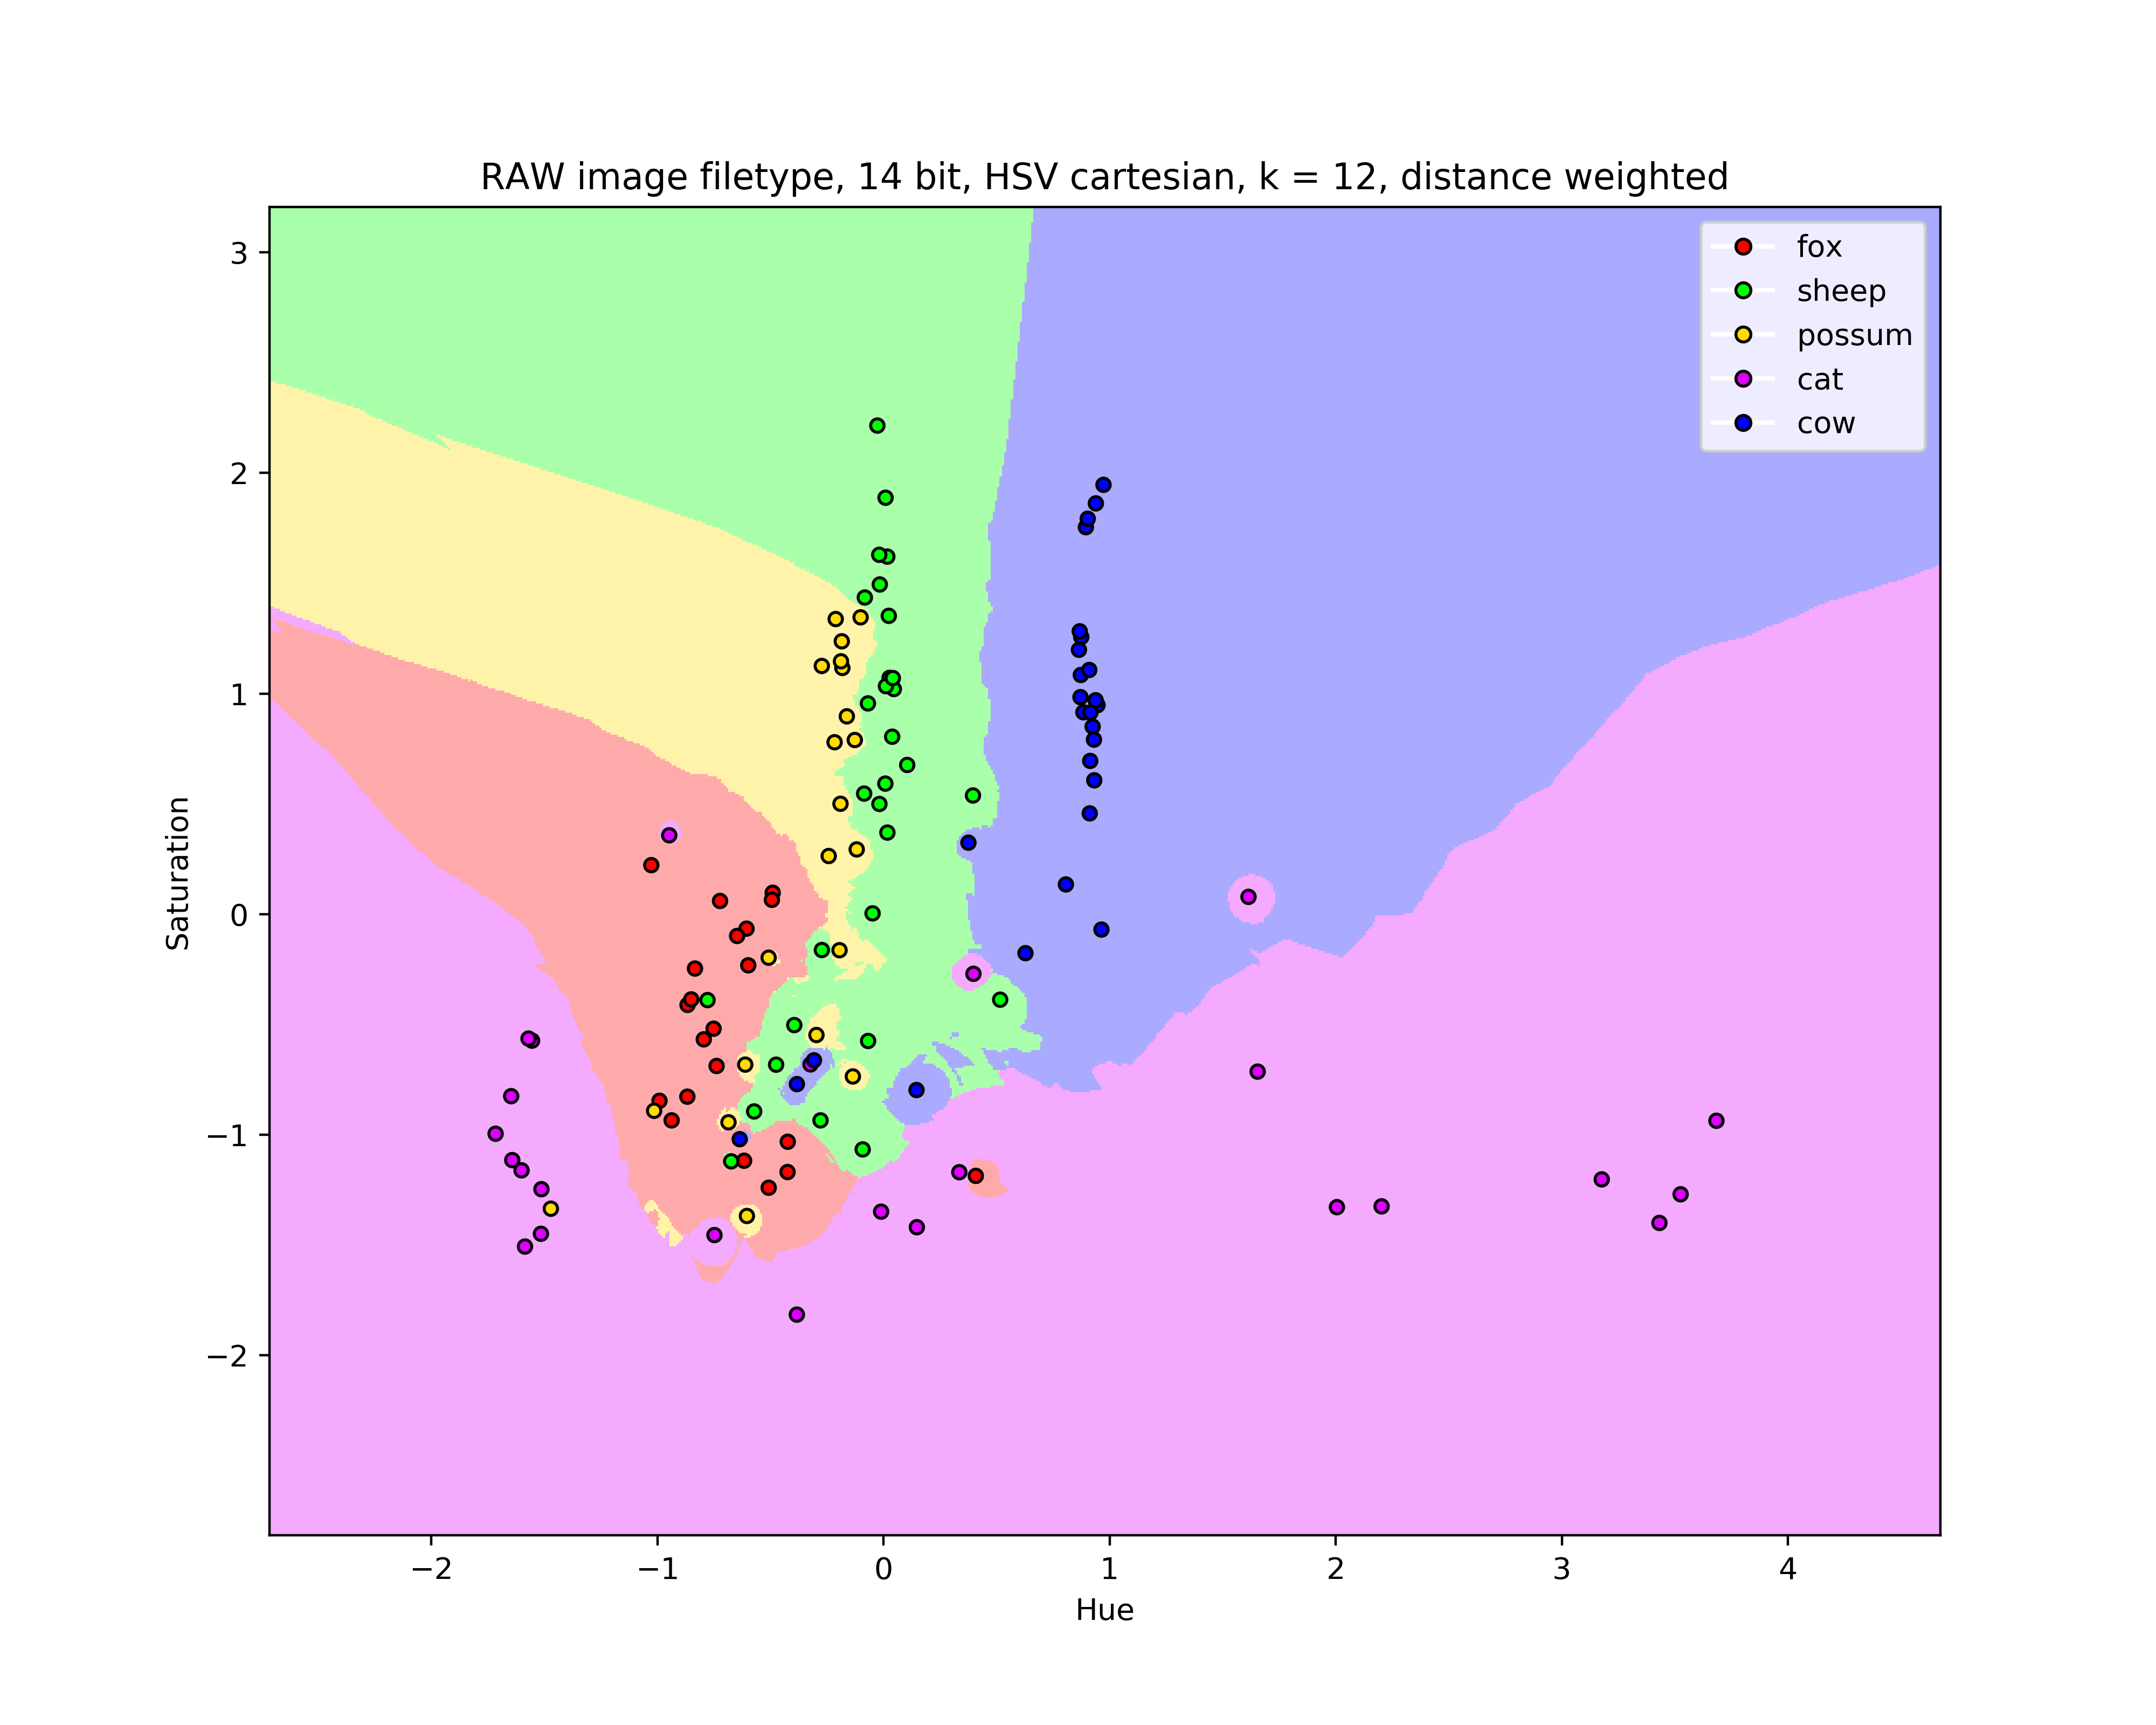 RAW image filetype, 14 bit, HSV cartesian, k = 12, distance weighted
fox
sheep
possum
cat
cow
3
2
1
0
−1
−2
Saturation
−2
−1
0
1
2
3
4
Hue